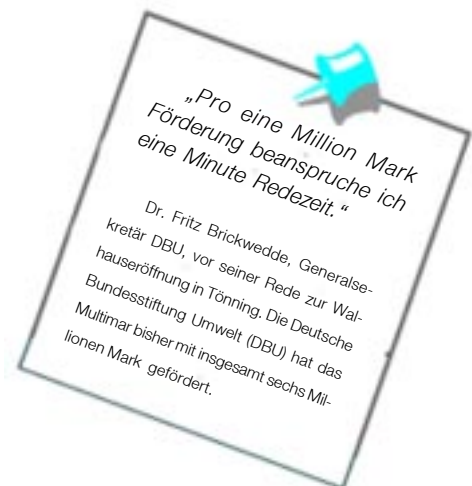 „Pro eine Million Mark
Förderung beanspruche ich
eine Minute Redezeit.“
Dr. Fritz Brickwedde, Generalse-
kretär DBU, vor seiner Rede zur Wal-
hauseröffnung in Tönning. Die Deutsche
Bundesstiftung Umwelt (DBU) hat das
Multimar bisher mit insgesamt sechs Mil-
lionen Mark gefördert.